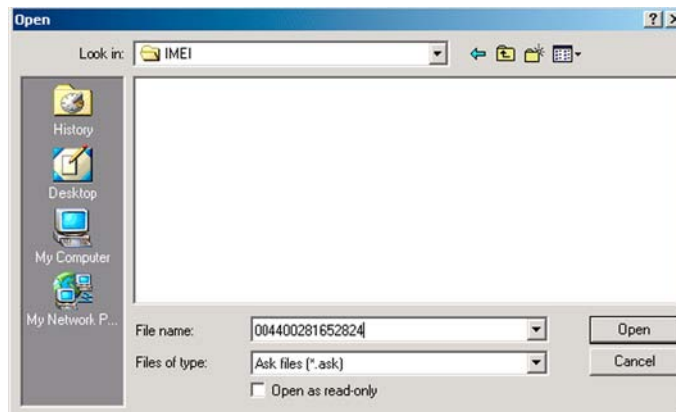 Open
Look in:
IMEI
History
Desktop
My Computer
My Network P...
File name:
004400281652824
Open
Files of type:
Ask files (*.ask)
Cancel
Open as read-only